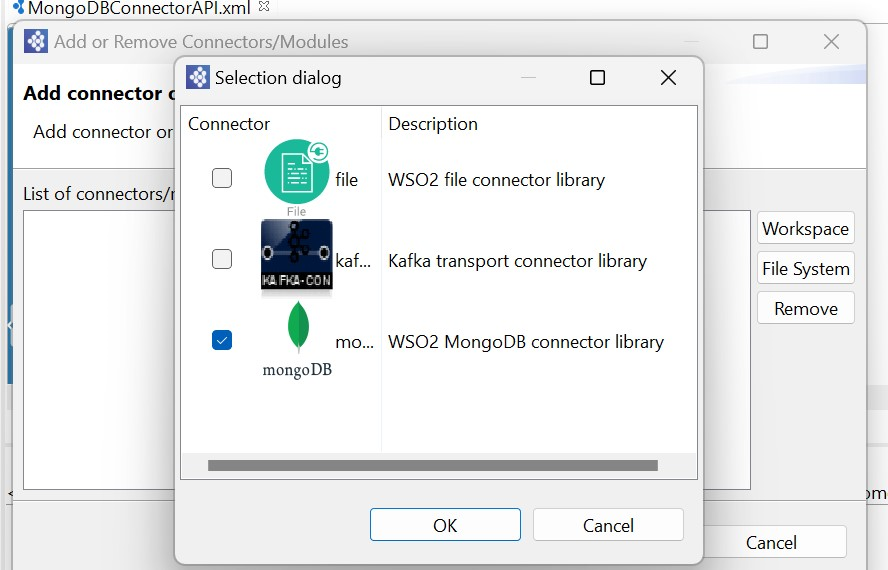 MongoDBConnectorAPI.xml
Add or Remove Connectors/Modules
Selection dialog
Add connector
Add connector or
List of connectors/
Connector
Description
file
WSO2 file connector library
File
kaf...
Kafka transport connector library
KAFKA-CON
mo...
WSO2 MongoDB connector library
mongoDB
Workspace
File System
Remove
OK
Cancel
Cancel